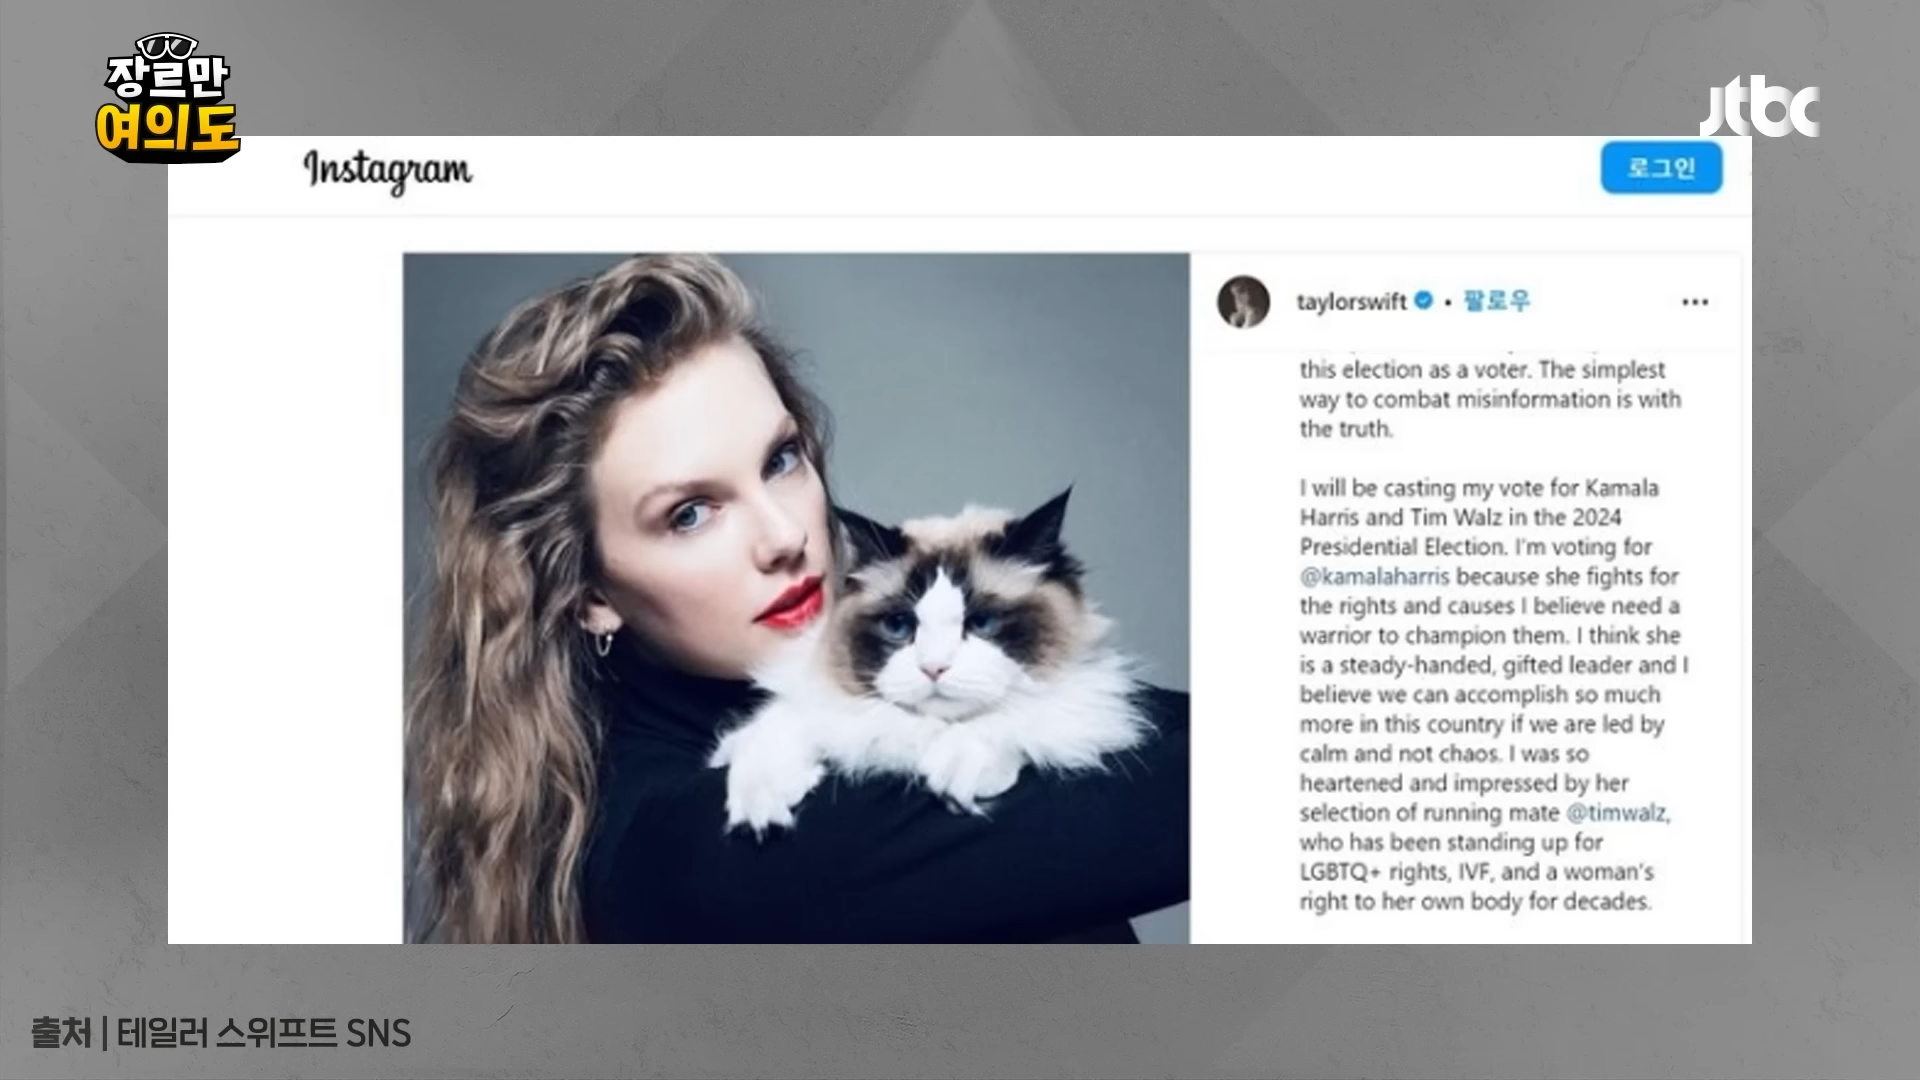 장르만
여의도
jtbc
Instagram
로그인
taylorswift • 팔로우
this election as a voter. The simplest
way to combat misinformation is with
the truth.
I will be casting my vote for Kamala
Harris and Tim Walz in the 2024
Presidential Election. I'm voting for
@kamalaharris because she fights for
the rights and causes I believe need a
warrior to champion them. I think she
is a steady-handed, gifted leader and I
believe we can accomplish so much
more in this country if we are led by
calm and not chaos. I was so
heartened and impressed by her
selection of running mate @timwalz,
who has been standing up for
LGBTQ+ rights, IVF, and a woman's
right to her own body for decades.
출처 | 테일러 스위프트 SNS